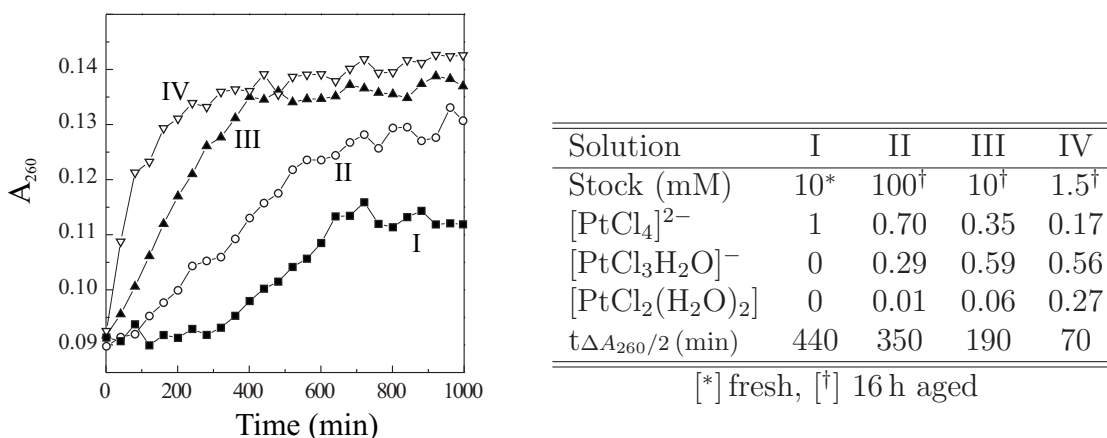 0.14
0.13
0.12
0.11
0.10
0.09
A₂₆₀
IV
III
II
I
0 200 400 600 800 1000
Time (min)
Solution I II III IV
Stock (mM) 10* 100† 10† 1.5†
[PtCl₄]²⁻ 1 0.70 0.35 0.17
[PtCl₃H₂O]⁻ 0 0.29 0.59 0.56
[PtCl₂(H₂O)₂] 0 0.01 0.06 0.27
t_ΔA₂₆₀/2 (min) 440 350 190 70
[*] fresh, [†] 16 h aged